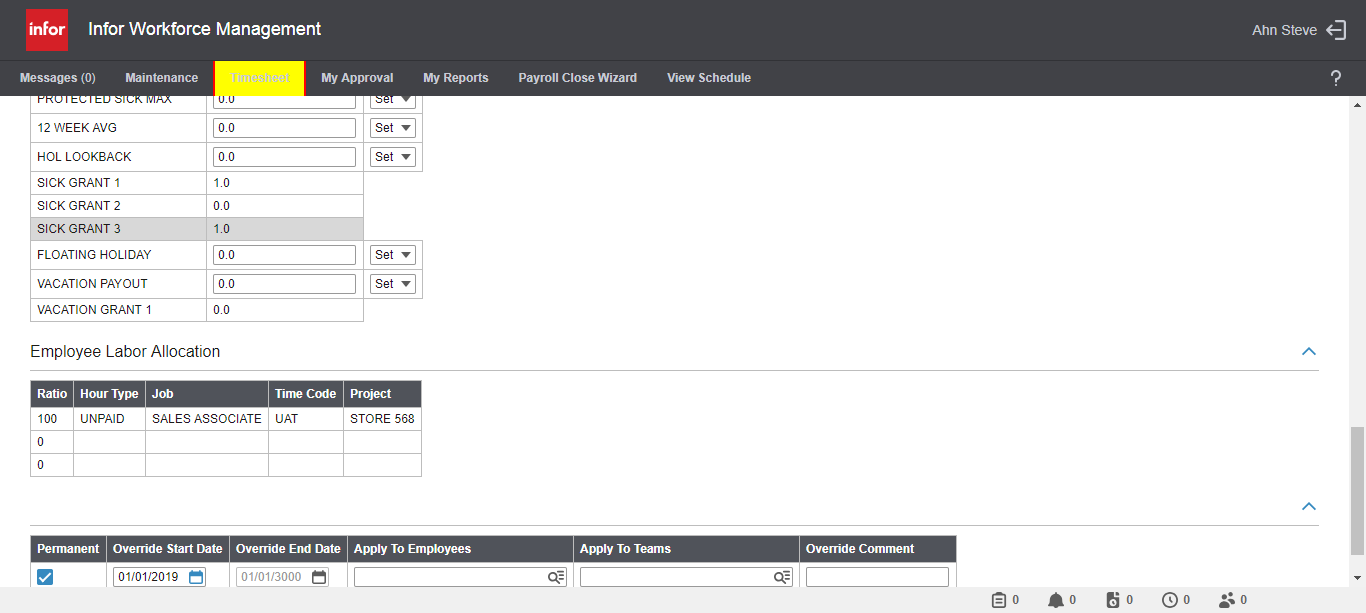 infor Infor Workforce Management Ahn Steve
Messages (0) Maintenance Timesheet My Approval My Reports Payroll Close Wizard View Schedule ?
PROTECTED SICK MAX 0.0 Set
12 WEEK AVG 0.0 Set
HOL LOOKBACK 0.0 Set
SICK GRANT 1 1.0
SICK GRANT 2 0.0
SICK GRANT 3 1.0
FLOATING HOLIDAY 0.0 Set
VACATION PAYOUT 0.0 Set
VACATION GRANT 1 0.0
Employee Labor Allocation
Ratio Hour Type Job Time Code Project
100 UNPAID SALES ASSOCIATE UAT STORE 568
0
0
Permanent Override Start Date Override End Date Apply To Employees Apply To Teams Override Comment
01/01/2019 01/01/3000
0 0 0 0 0